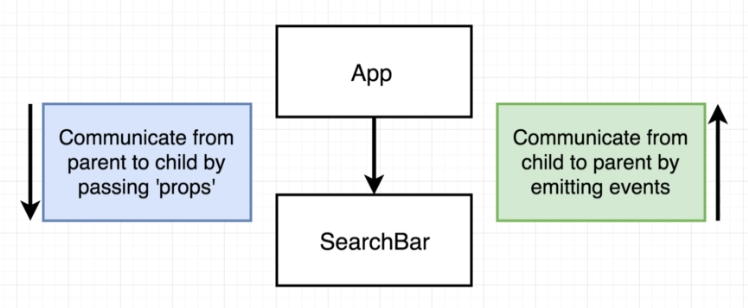 App
Communicate from
parent to child by
passing 'props'
Communicate from
child to parent by
emitting events
SearchBar